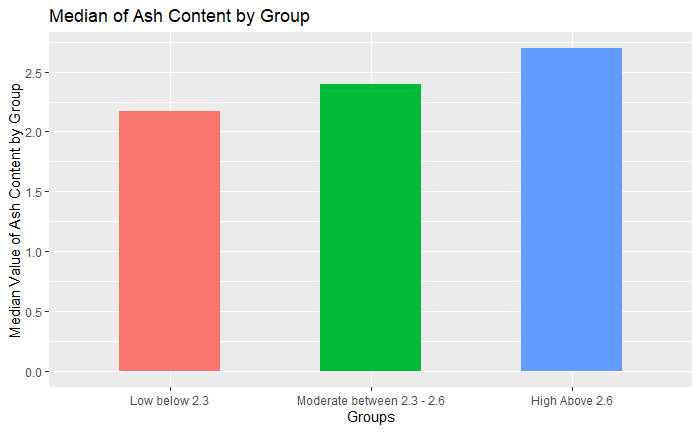 Median of Ash Content by Group
Median Value of Ash Content by Group
2.5
2.0
1.5
1.0
0.5
0.0
Low below 2.3
Moderate between 2.3 - 2.6
High Above 2.6
Groups